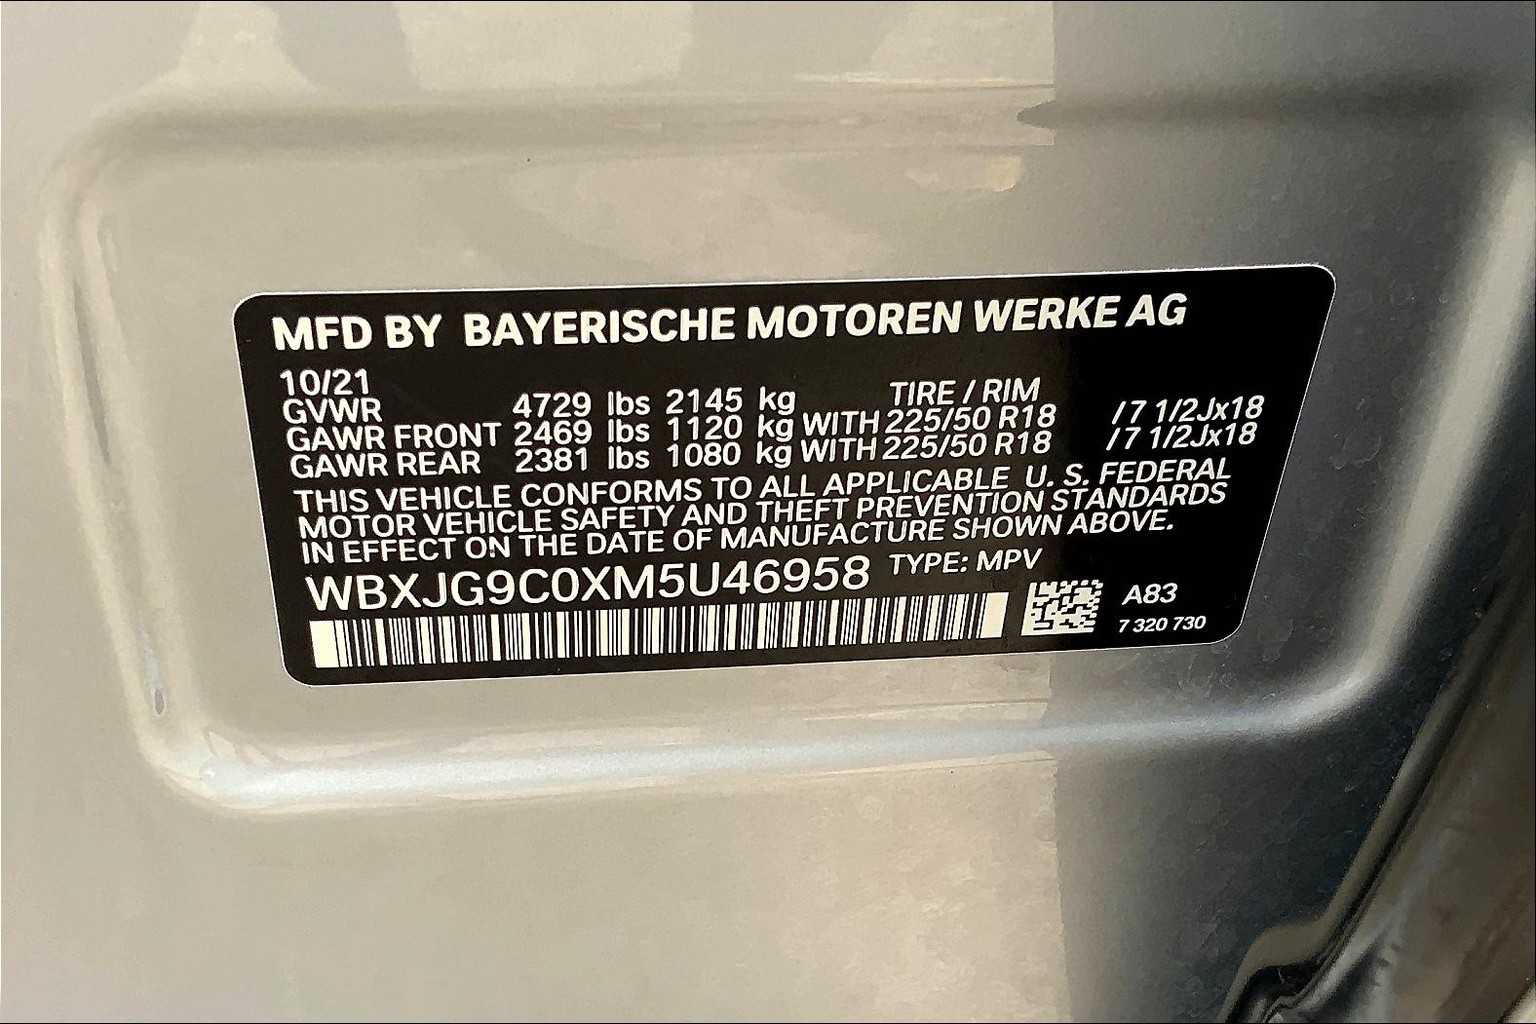 MFD BY BAYERISCHE MOTOREN WERKE AG
10/21 TIRE / RIM
GVWR 4729 lbs 2145 kg
GAWR FRONT 2469 lbs 1120 kg WITH 225/50 R18 / 7 1/2Jx18
GAWR REAR 2381 lbs 1080 kg WITH 225/50 R18 / 7 1/2Jx18
THIS VEHICLE CONFORMS TO ALL APPLICABLE U. S. FEDERAL
MOTOR VEHICLE SAFETY AND THEFT PREVENTION STANDARDS
IN EFFECT ON THE DATE OF MANUFACTURE SHOWN ABOVE.
WBXJG9C0XM5U46958 TYPE: MPV
A83
7 320 730